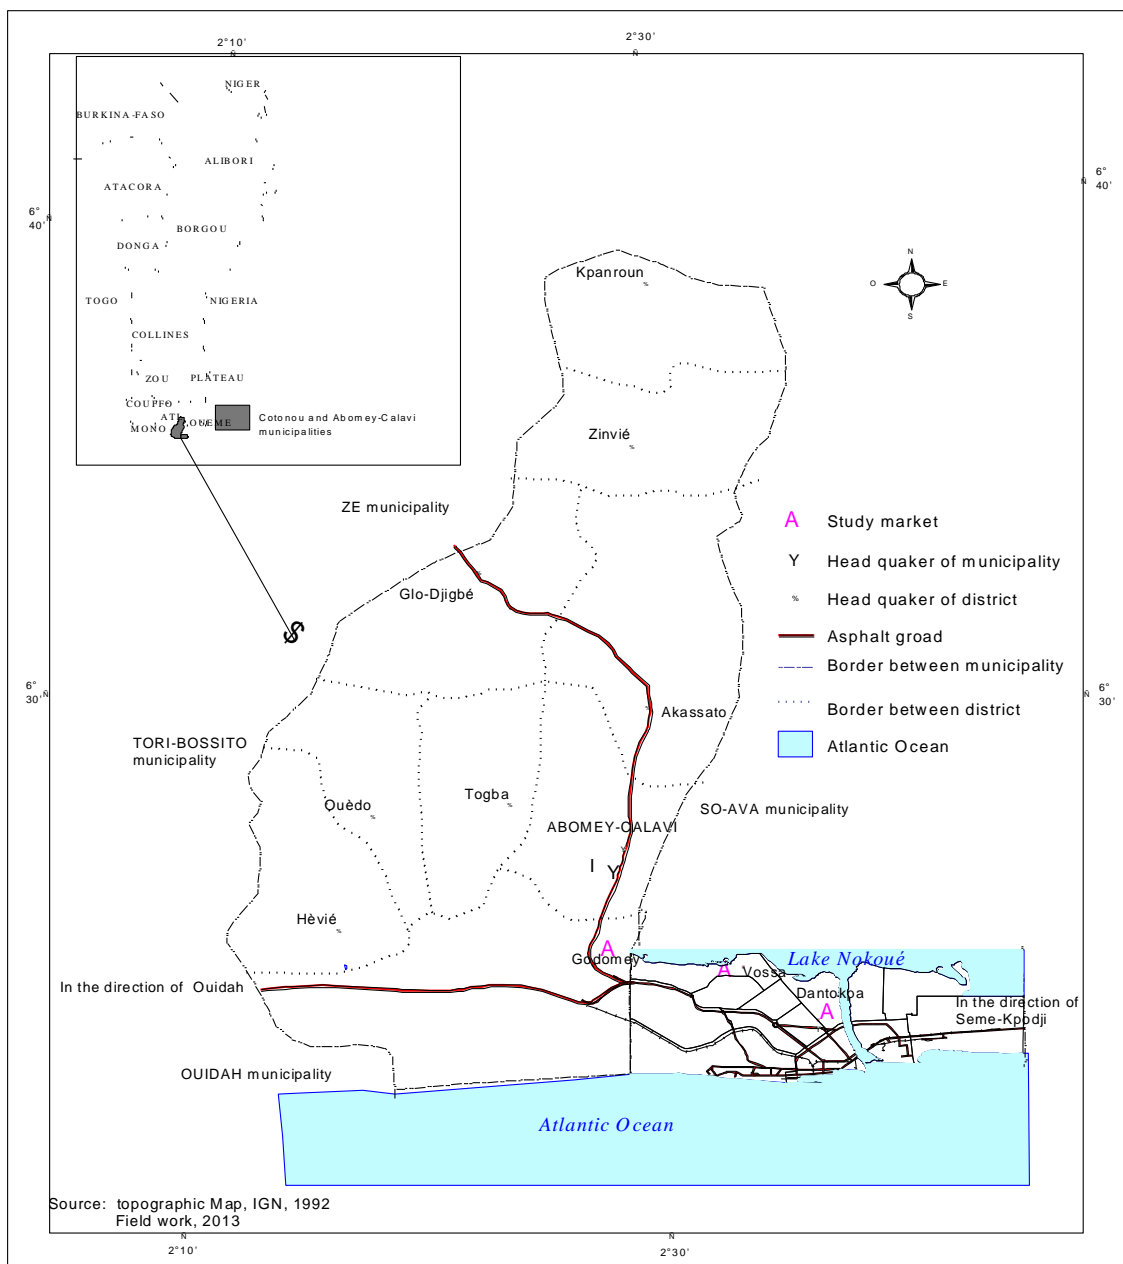 2°10'
2°30'
NIGER
BURKINA-FASO
ALIBORI
ATACORA
BORGOU
DONGA
TOGO
NIGERIA
COLLINES
ZOU
PLATEAU
COUFFO
ATL
OUEME
MONO
Cotonou and Abomey-Calavi
municipalities
6°
40'
6°
40'
N
O
E
S
Kpanroun
Zinvié
ZE municipality
Glo-Djigbé
A Study market
Y Head quaker of municipality
Head quaker of district
Asphalt groad
Border between municipality
Border between district
Atlantic Ocean
$
6°
30'
6°
30'
Akassato
TORI-BOSSITO
municipality
Ouèdo
Togba
SO-AVA municipality
ABOMEY-CALAVI
I
Y
Hèvié
A
Godomey
Lake Nokoué
A
Vossa
Dantokpa
A
In the direction of Ouidah
In the direction of
Seme-Kpodji
OUIDAH municipality
Atlantic Ocean
Source: topographic Map, IGN, 1992
Field work, 2013
2°10'
2°30'